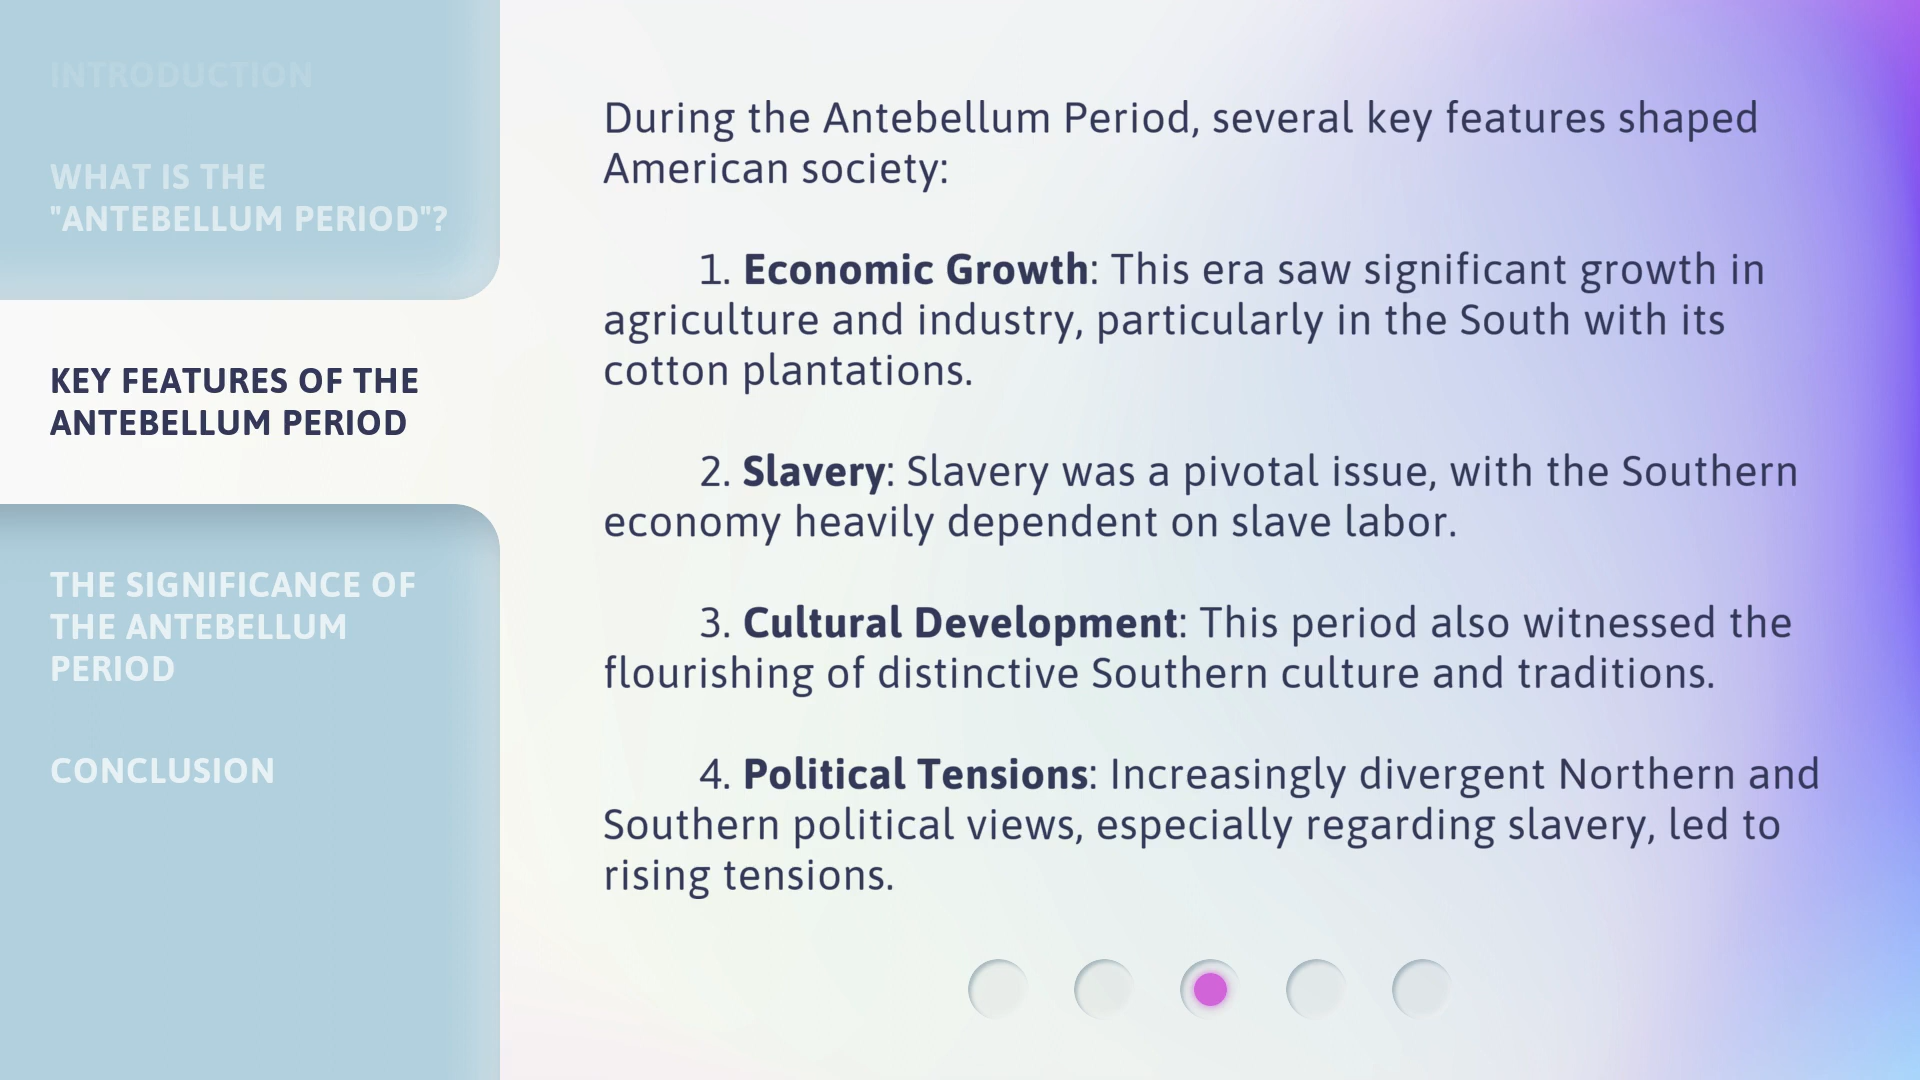 INTRODUCTION
WHAT IS THE
"ANTEBELLUM PERIOD"?
KEY FEATURES OF THE
ANTEBELLUM PERIOD
THE SIGNIFICANCE OF
THE ANTEBELLUM
PERIOD
CONCLUSION
During the Antebellum Period, several key features shaped
American society:
1. Economic Growth: This era saw significant growth in
agriculture and industry, particularly in the South with its
cotton plantations.
2. Slavery: Slavery was a pivotal issue, with the Southern
economy heavily dependent on slave labor.
3. Cultural Development: This period also witnessed the
flourishing of distinctive Southern culture and traditions.
4. Political Tensions: Increasingly divergent Northern and
Southern political views, especially regarding slavery, led to
rising tensions.